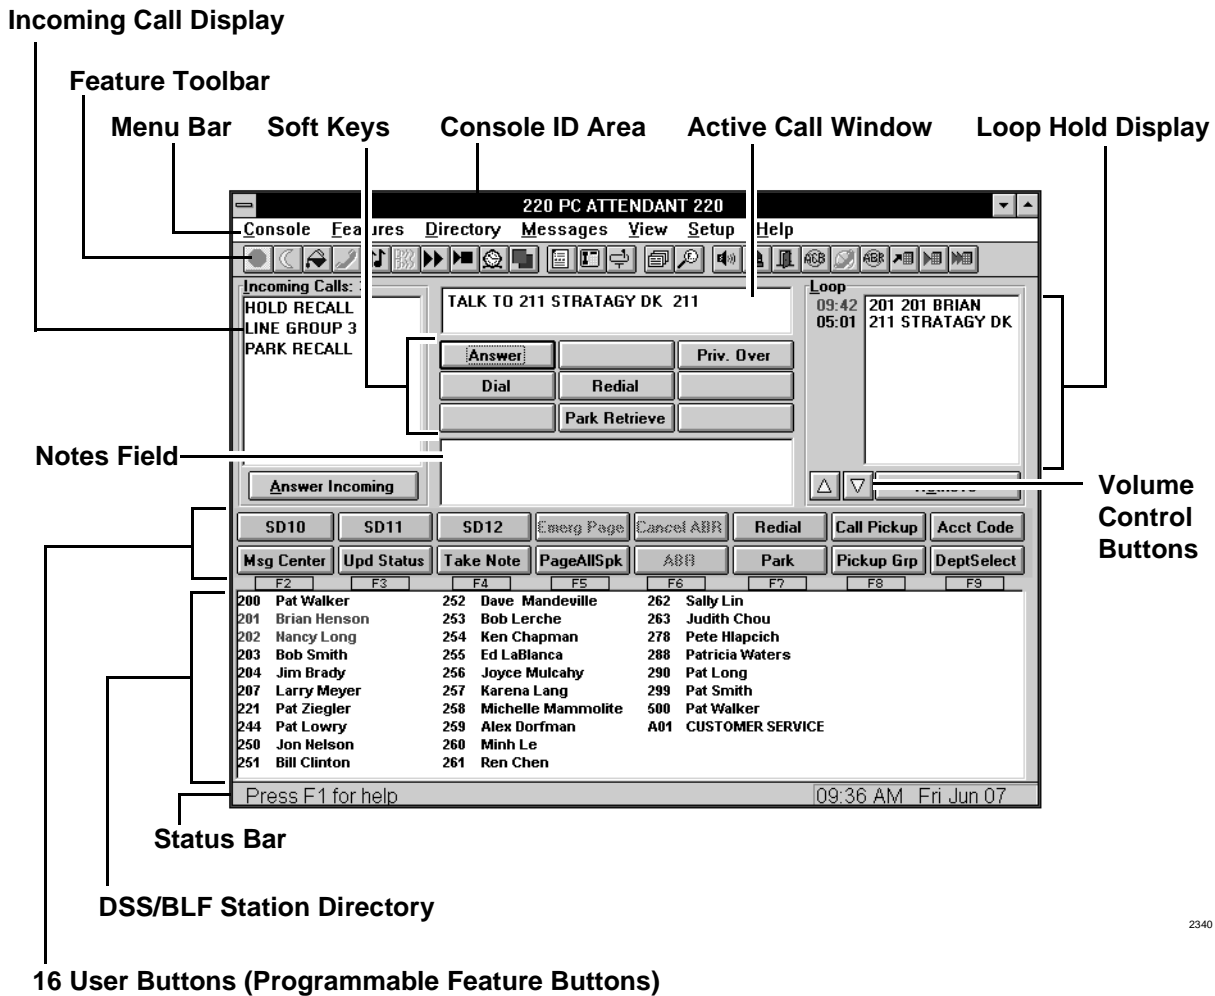 Incoming Call Display
Feature Toolbar
Menu Bar Soft Keys Console ID Area Active Call Window Loop Hold Display
220 PC ATTENDANT 220
Console Features Directory Messages View Setup Help
ACB ABR
Incoming Calls:
HOLD RECALL
LINE GROUP 3
PARK RECALL
Answer Incoming
TALK TO 211 STRATAGY DK 211
Answer Priv. Over
Dial Redial
Park Retrieve
Loop
09:42 201 201 BRIAN
05:01 211 STRATAGY DK
Notes Field
Volume
Control
Buttons
SD10 SD11 SD12 Emerg Page Cancel ABR Redial Call Pickup Acct Code
Msg Center Upd Status Take Note PageAllSpk ABR Park Pickup Grp DeptSelect
F2 F3 F4 F5 F6 F7 F8 F9
200 Pat Walker 252 Dave Mandeville 262 Sally Lin
201 Brian Henson 253 Bob Lerche 263 Judith Chou
202 Nancy Long 254 Ken Chapman 278 Pete Hlapcich
203 Bob Smith 255 Ed LaBlanca 288 Patricia Waters
204 Jim Brady 256 Joyce Mulcahy 290 Pat Long
207 Larry Meyer 257 Karena Lang 299 Pat Smith
221 Pat Ziegler 258 Michelle Mammolite 500 Pat Walker
244 Pat Lowry 259 Alex Dorfman A01 CUSTOMER SERVICE
250 Jon Nelson 260 Minh Le
251 Bill Clinton 261 Ren Chen
Press F1 for help 09:36 AM Fri Jun 07
Status Bar
DSS/BLF Station Directory
2340
16 User Buttons (Programmable Feature Buttons)